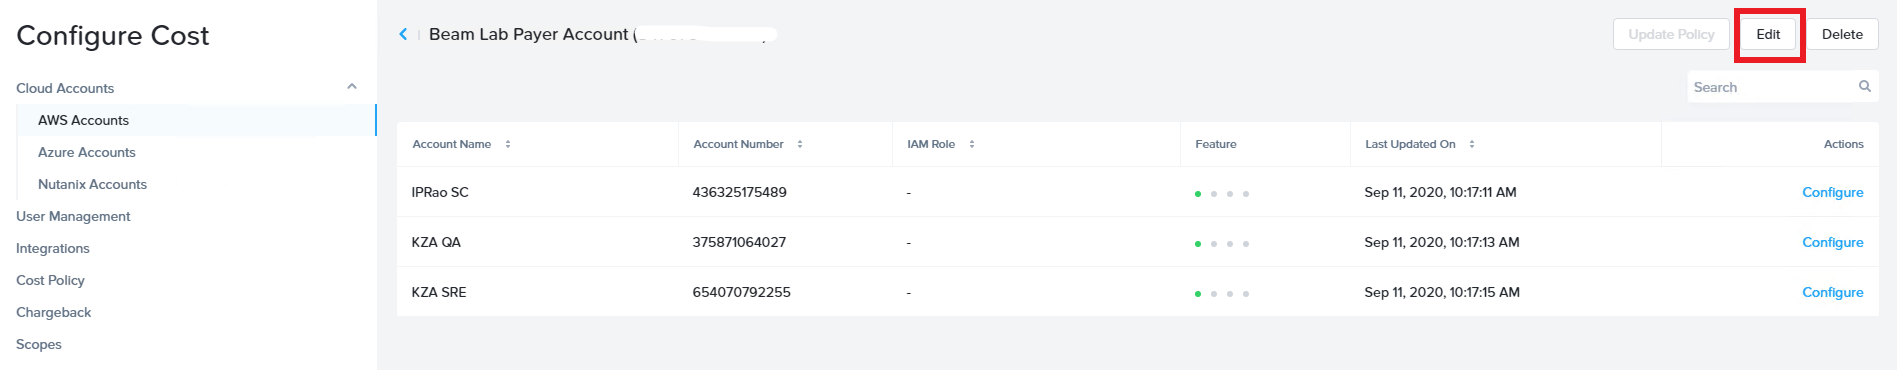 Configure Cost
Cloud Accounts
AWS Accounts
Azure Accounts
Nutanix Accounts
User Management
Integrations
Cost Policy
Chargeback
Scopes
Beam Lab Payer Account (
Update Policy Edit Delete
Search
Account Name Account Number IAM Role Feature Last Updated On Actions
IPRao SC 436325175489 - Sep 11, 2020, 10:17:11 AM Configure
KZA QA 375871064027 - Sep 11, 2020, 10:17:13 AM Configure
KZA SRE 654070792255 - Sep 11, 2020, 10:17:15 AM Configure